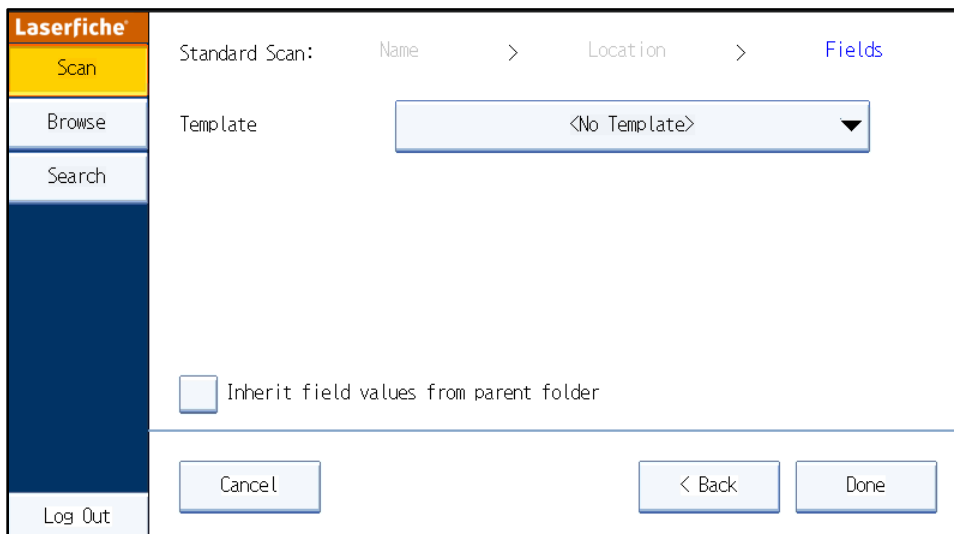 Laserfiche®
Scan
Browse
Search
Log Out
Standard Scan: Name > Location > Fields
Template <No Template>
Inherit field values from parent folder
Cancel < Back Done